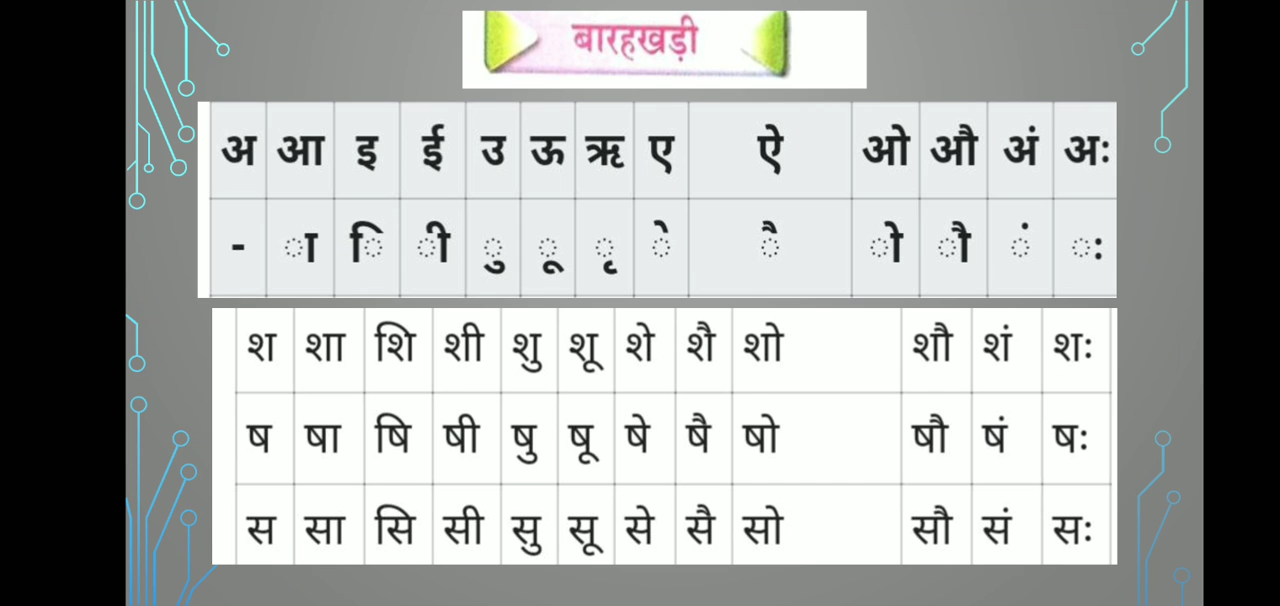 बारहखड़ी
अ आ इ ई उ ऊ ऋ ए ऐ ओ औ अं अः
- ा ि ी ु ू ृ े ै ो ौ ं ः
श शा शि शी शु शू शे शै शो शौ शं शः
ष षा षि षी षु षू षे षै षो षौ षं षः
स सा सि सी सु सू से सै सो सौ सं सः